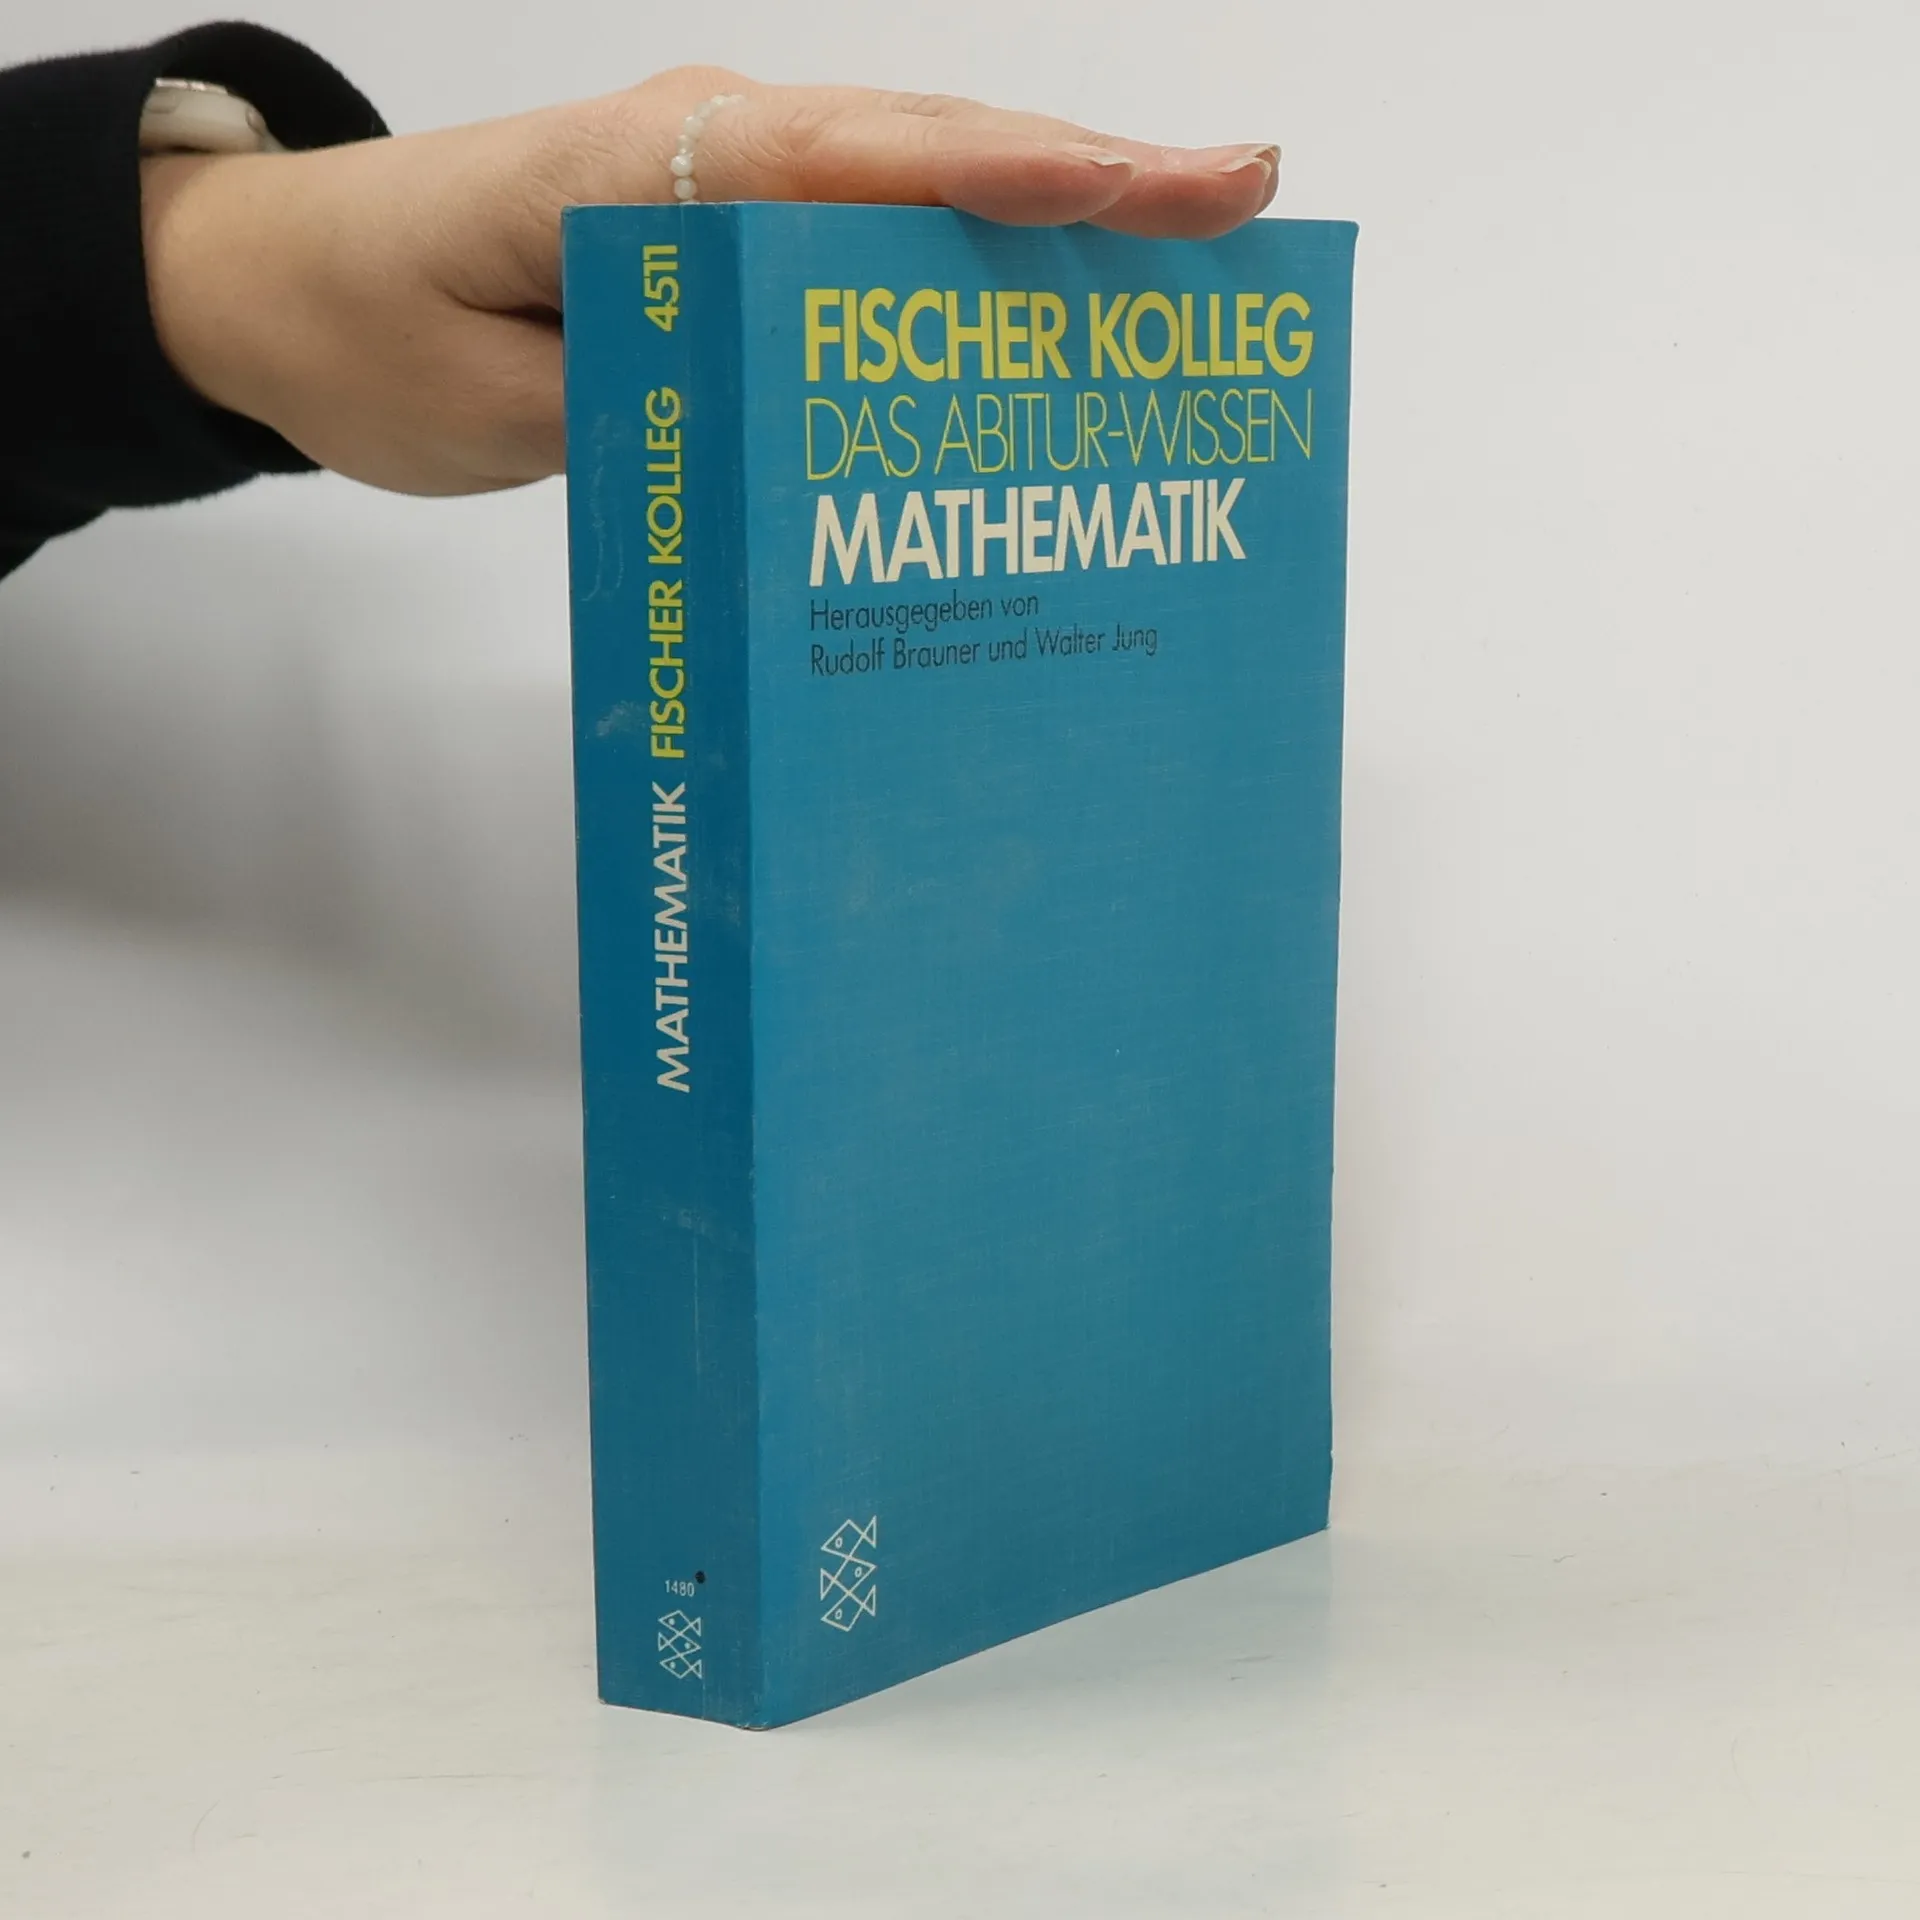 FISCHER KOLLEG
DAS ABITUR-WISSEN
MATHEMATIK
Herausgegeben von
Rudolf Brauner und Walter Jung
MATHEMATIK FISCHER KOLLEG 4511
1480